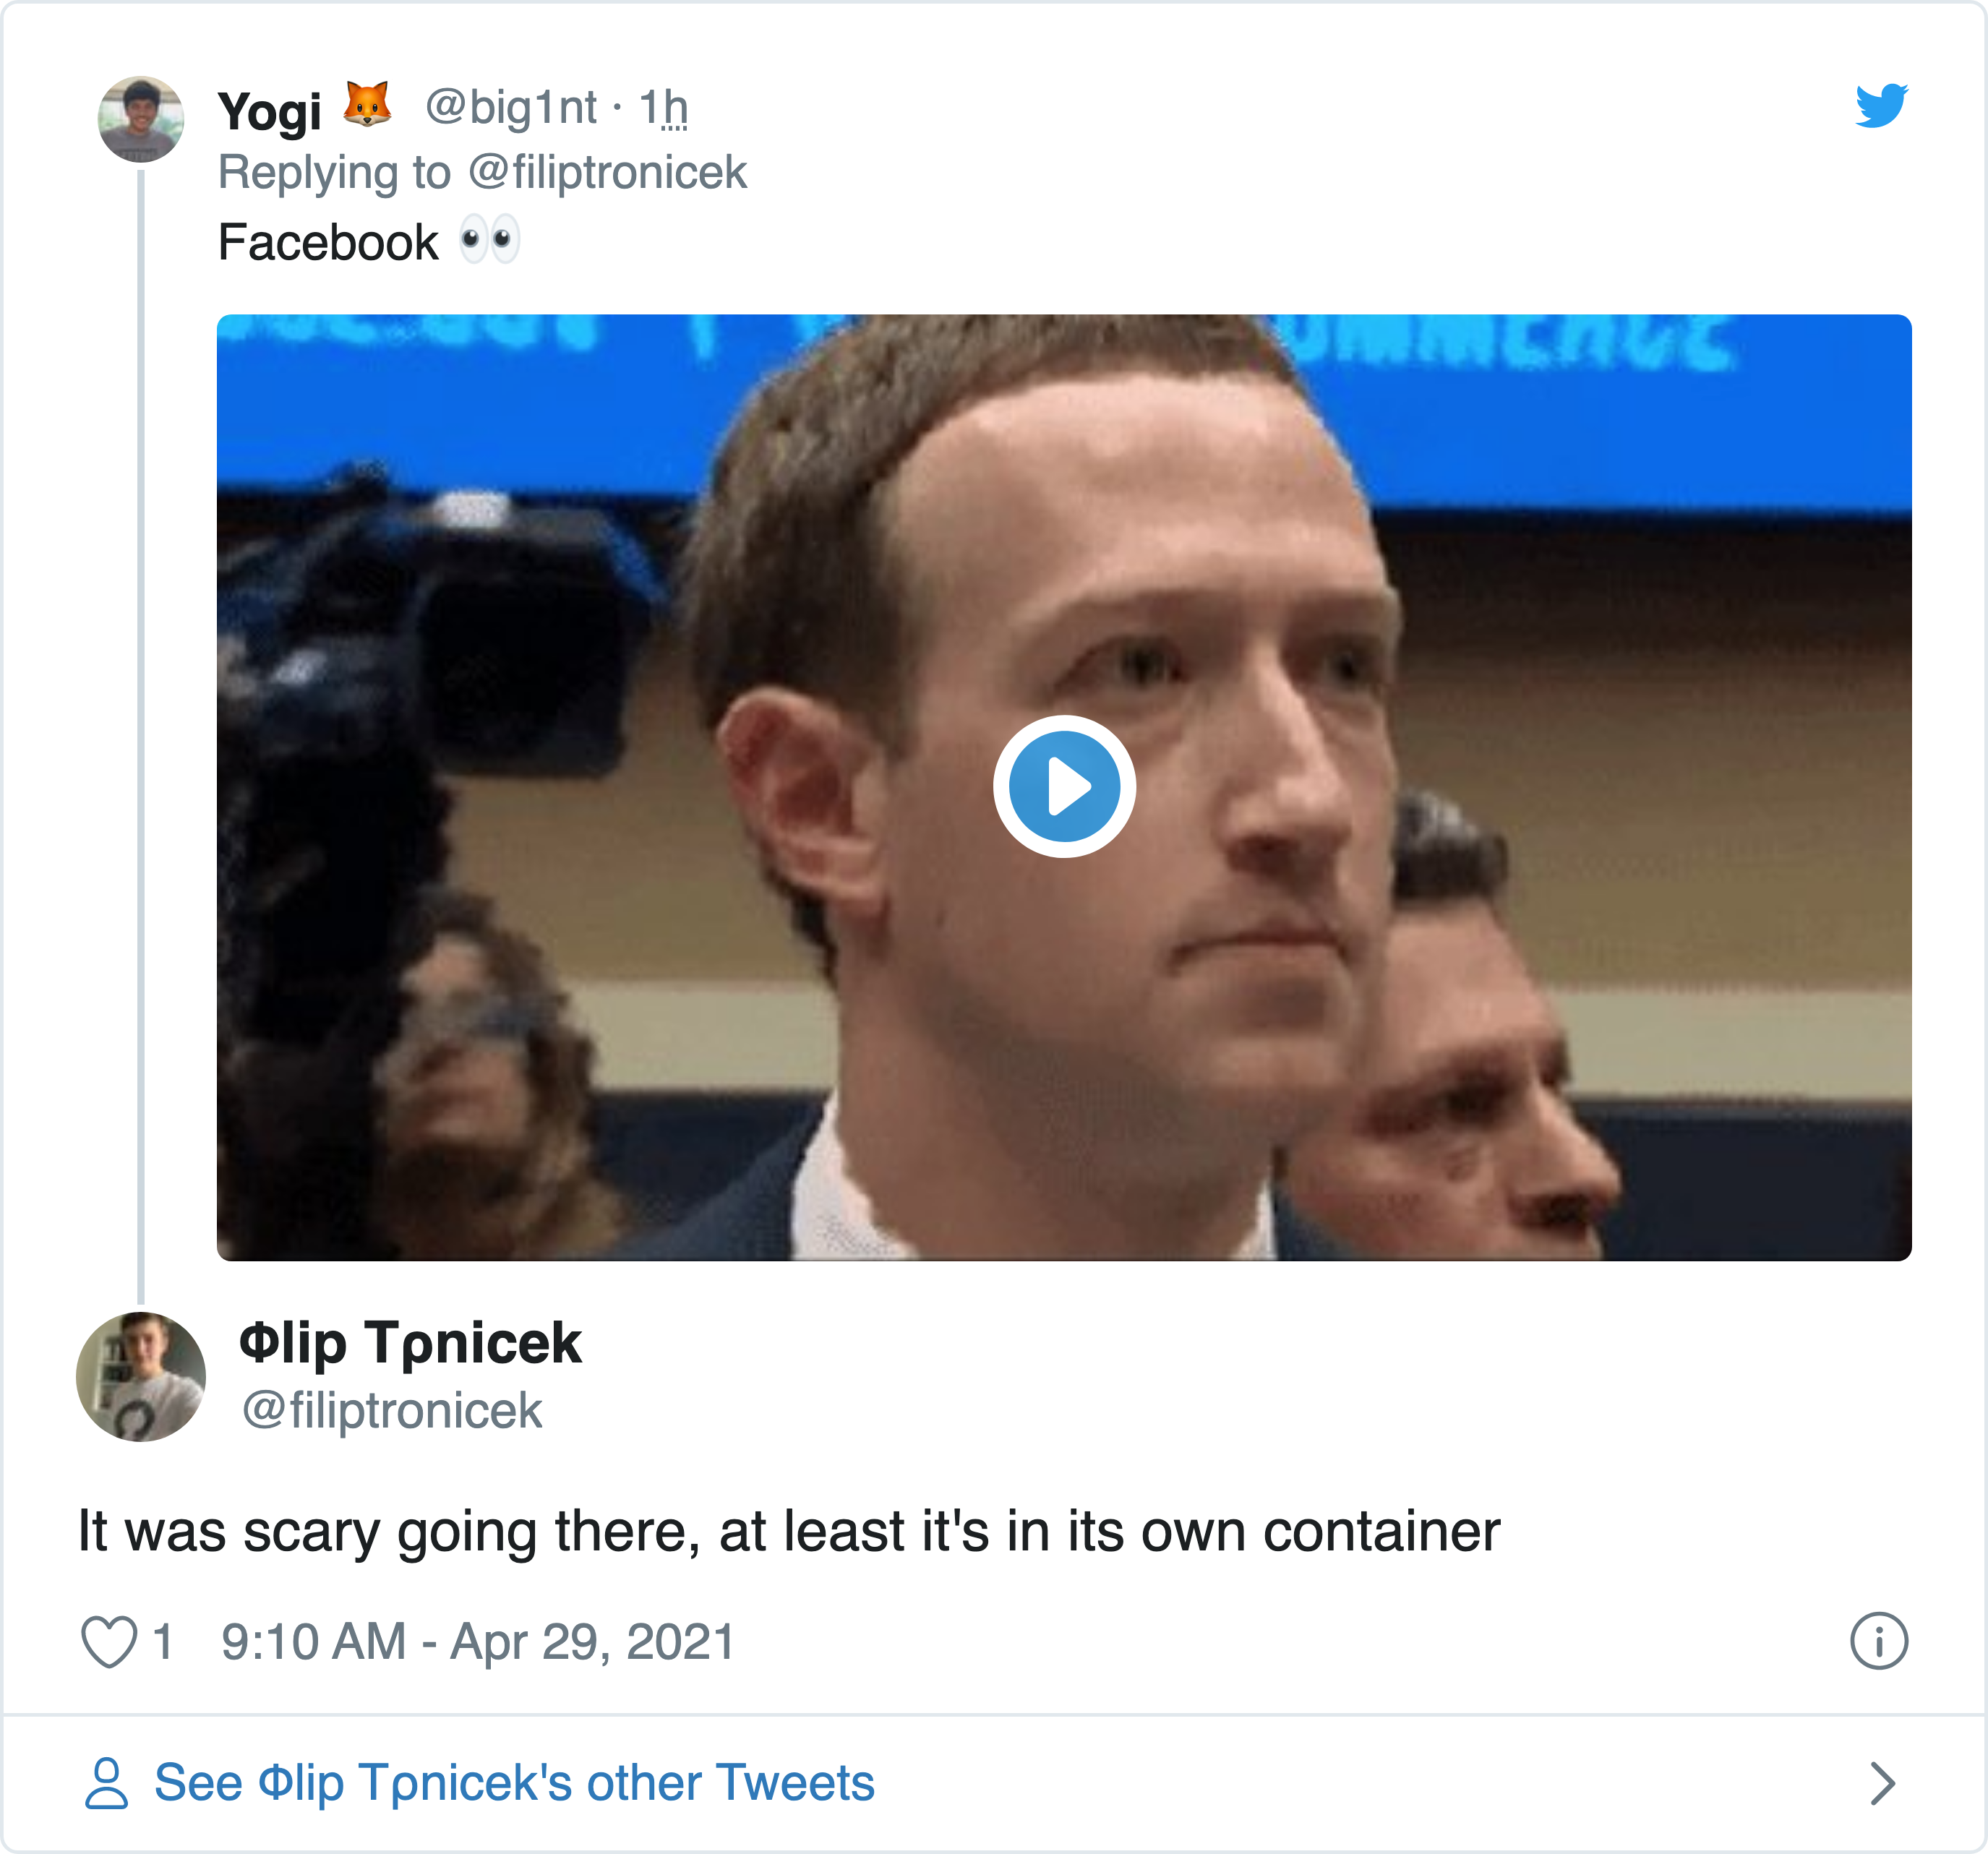 Yogi 🦊 @big1nt · 1h
Replying to @filiptronicek
Facebook 👀
Φlip Tρnicek
@filiptronicek
It was scary going there, at least it's in its own container
1 9:10 AM - Apr 29, 2021
See Φlip Tρnicek's other Tweets